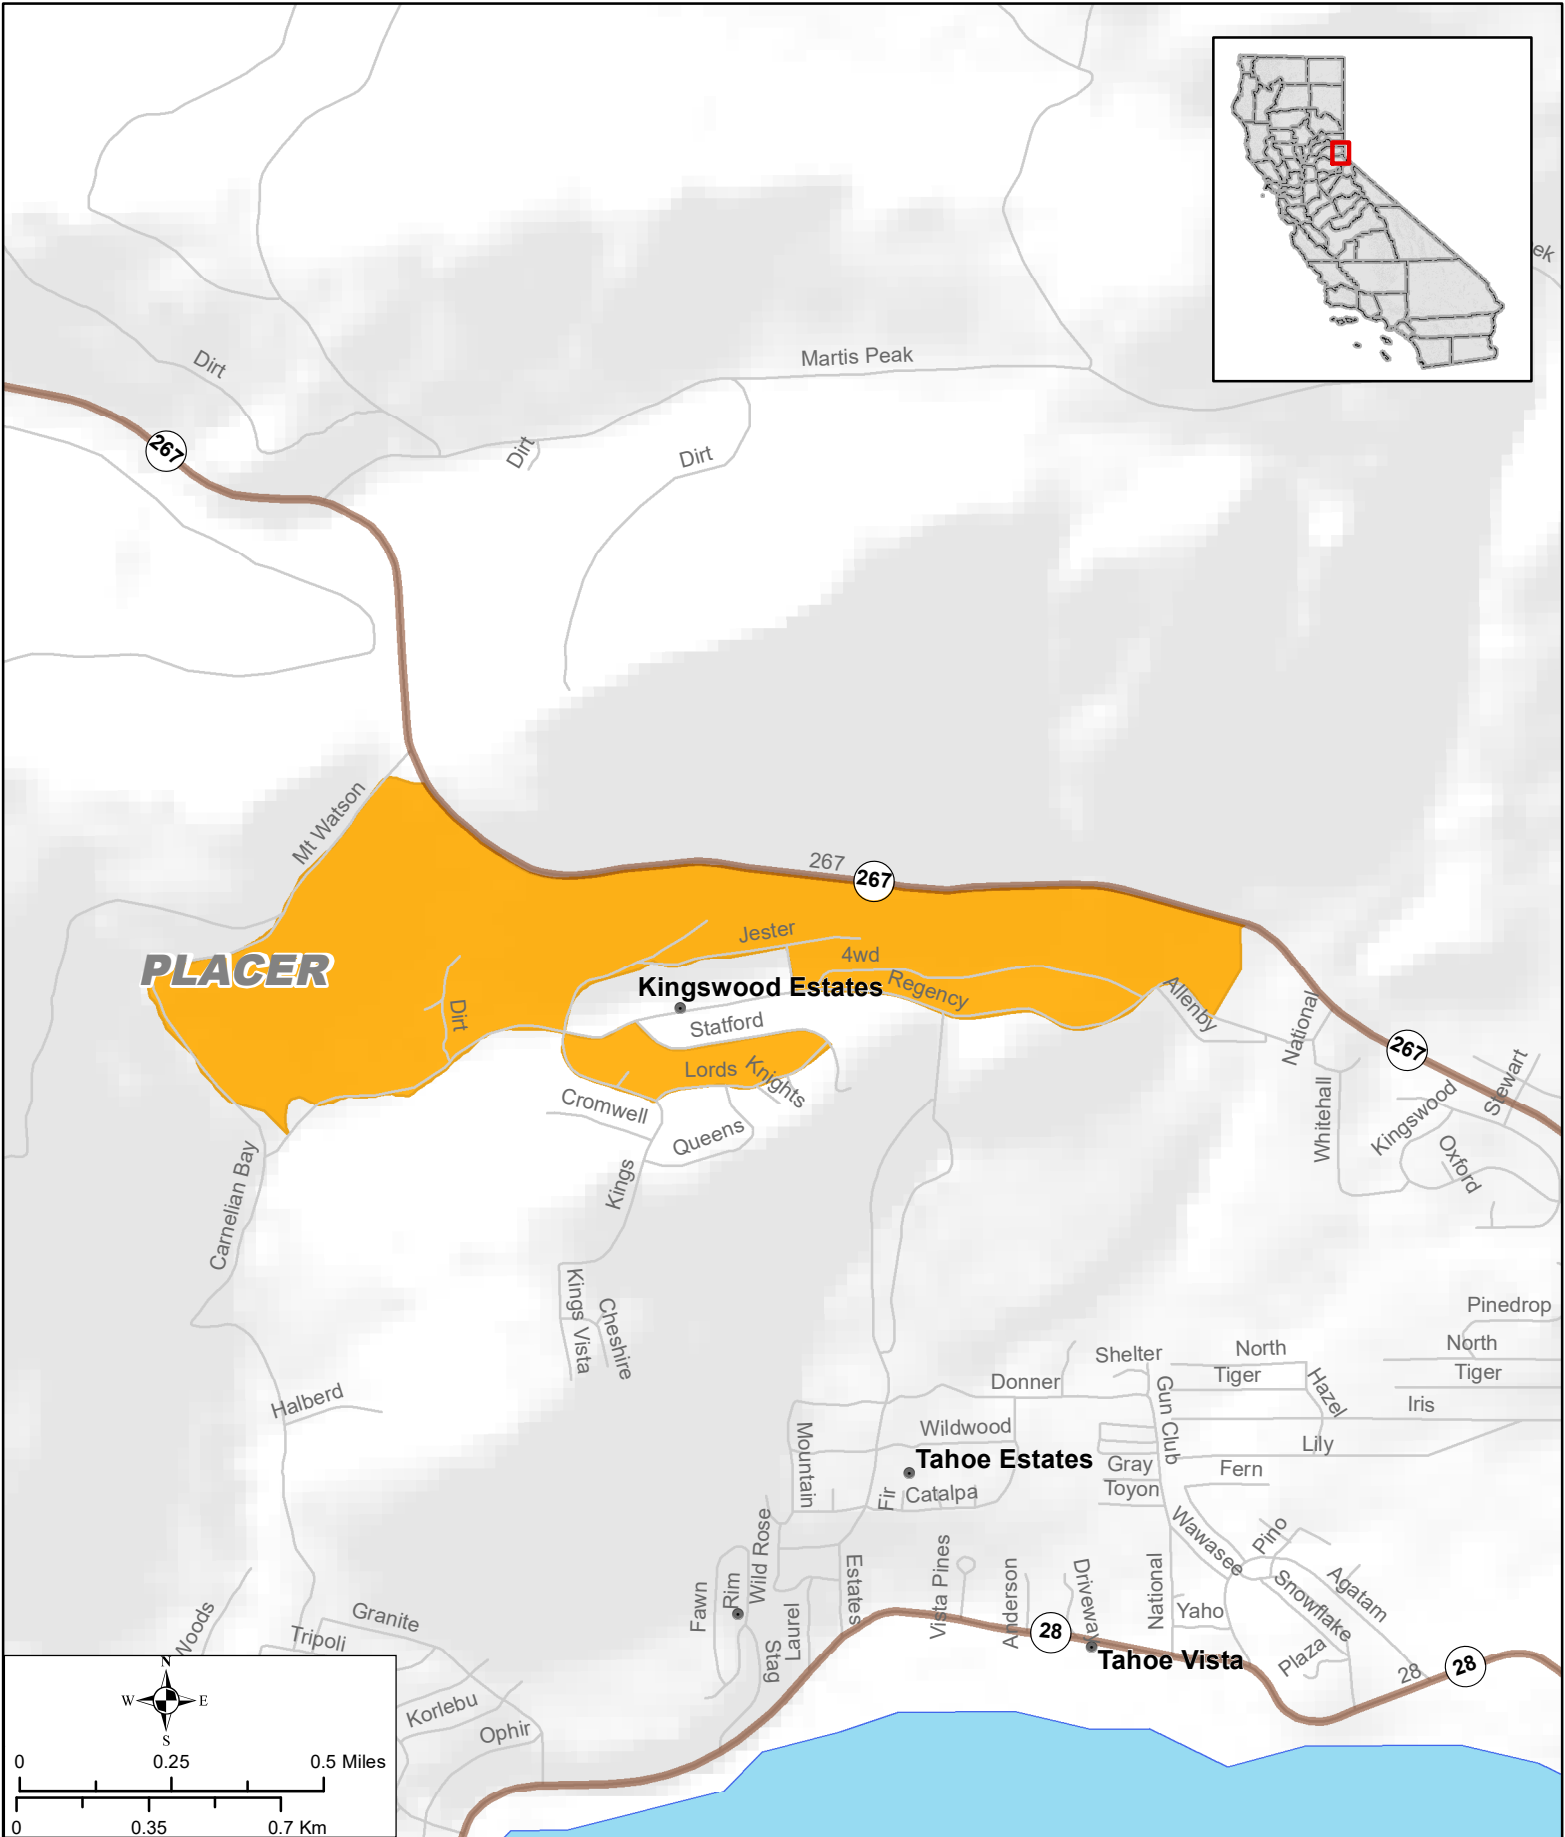 ek
Martis Peak
Dirt
267
Dirt
Dirt
Mt Watson
267
267
Jester
4wd
PLACER
Kingswood Estates
Regency
Allenby
Dirt
Statford
National
267
Lords
Knights
Stewart
Cromwell
Kingswood
Whitehall
Queens
Oxford
Kings
Carnelian Bay
Kings Vista
Cheshire
Pinedrop
Shelter
North
North
Donner
Tiger
Tiger
Halberd
Gun Club
Hazel
Iris
Mountain
Wildwood
Lily
Tahoe Estates
Gray
Fern
Fir
Catalpa
Toyon
Wawasee
Pino
Wild Rose
Estates
Vista Pines
Anderson
Driveway
National
Agatam
Snowflake
Fawn
Rim
Laurel
Stag
Yaho
Woods
Granite
Tripoli
28
Tahoe Vista
Plaza
28
28
Korlebu
Ophir
N
W
E
S
0
0.25
0.5 Miles
0
0.35
0.7 Km